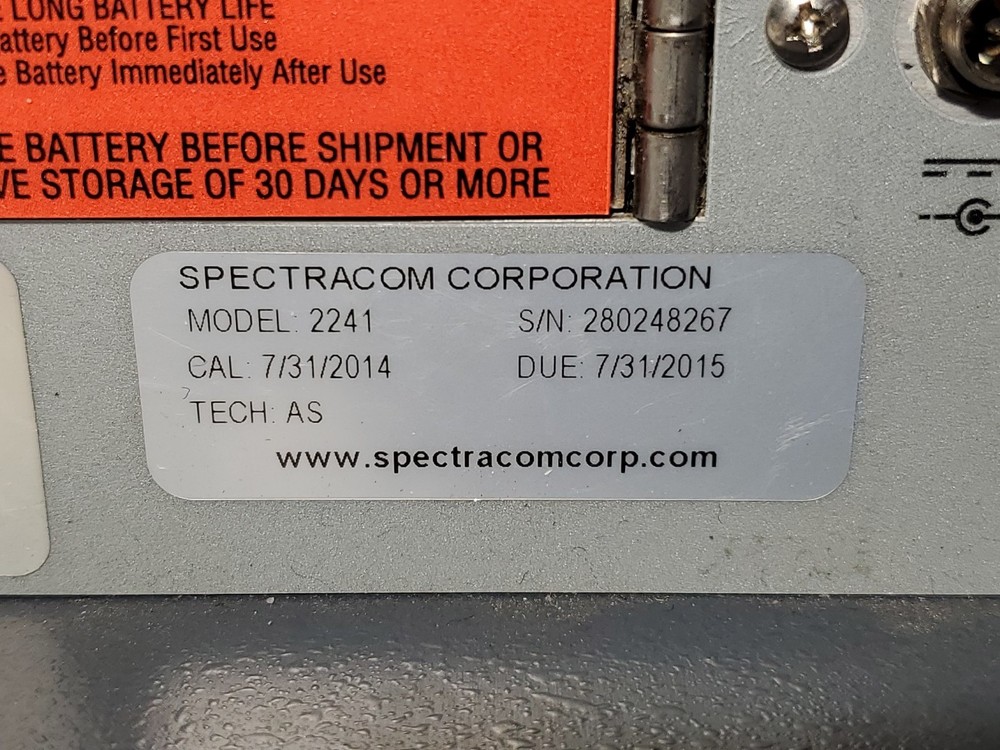 LONG BATTERY LIFE
Battery Before First Use
Battery Immediately After Use
BATTERY BEFORE SHIPMENT OR
STORAGE OF 30 DAYS OR MORE
SPECTRACOM CORPORATION
MODEL: 2241 S/N: 280248267
CAL: 7/31/2014 DUE: 7/31/2015
TECH: AS
www.spectracomcorp.com